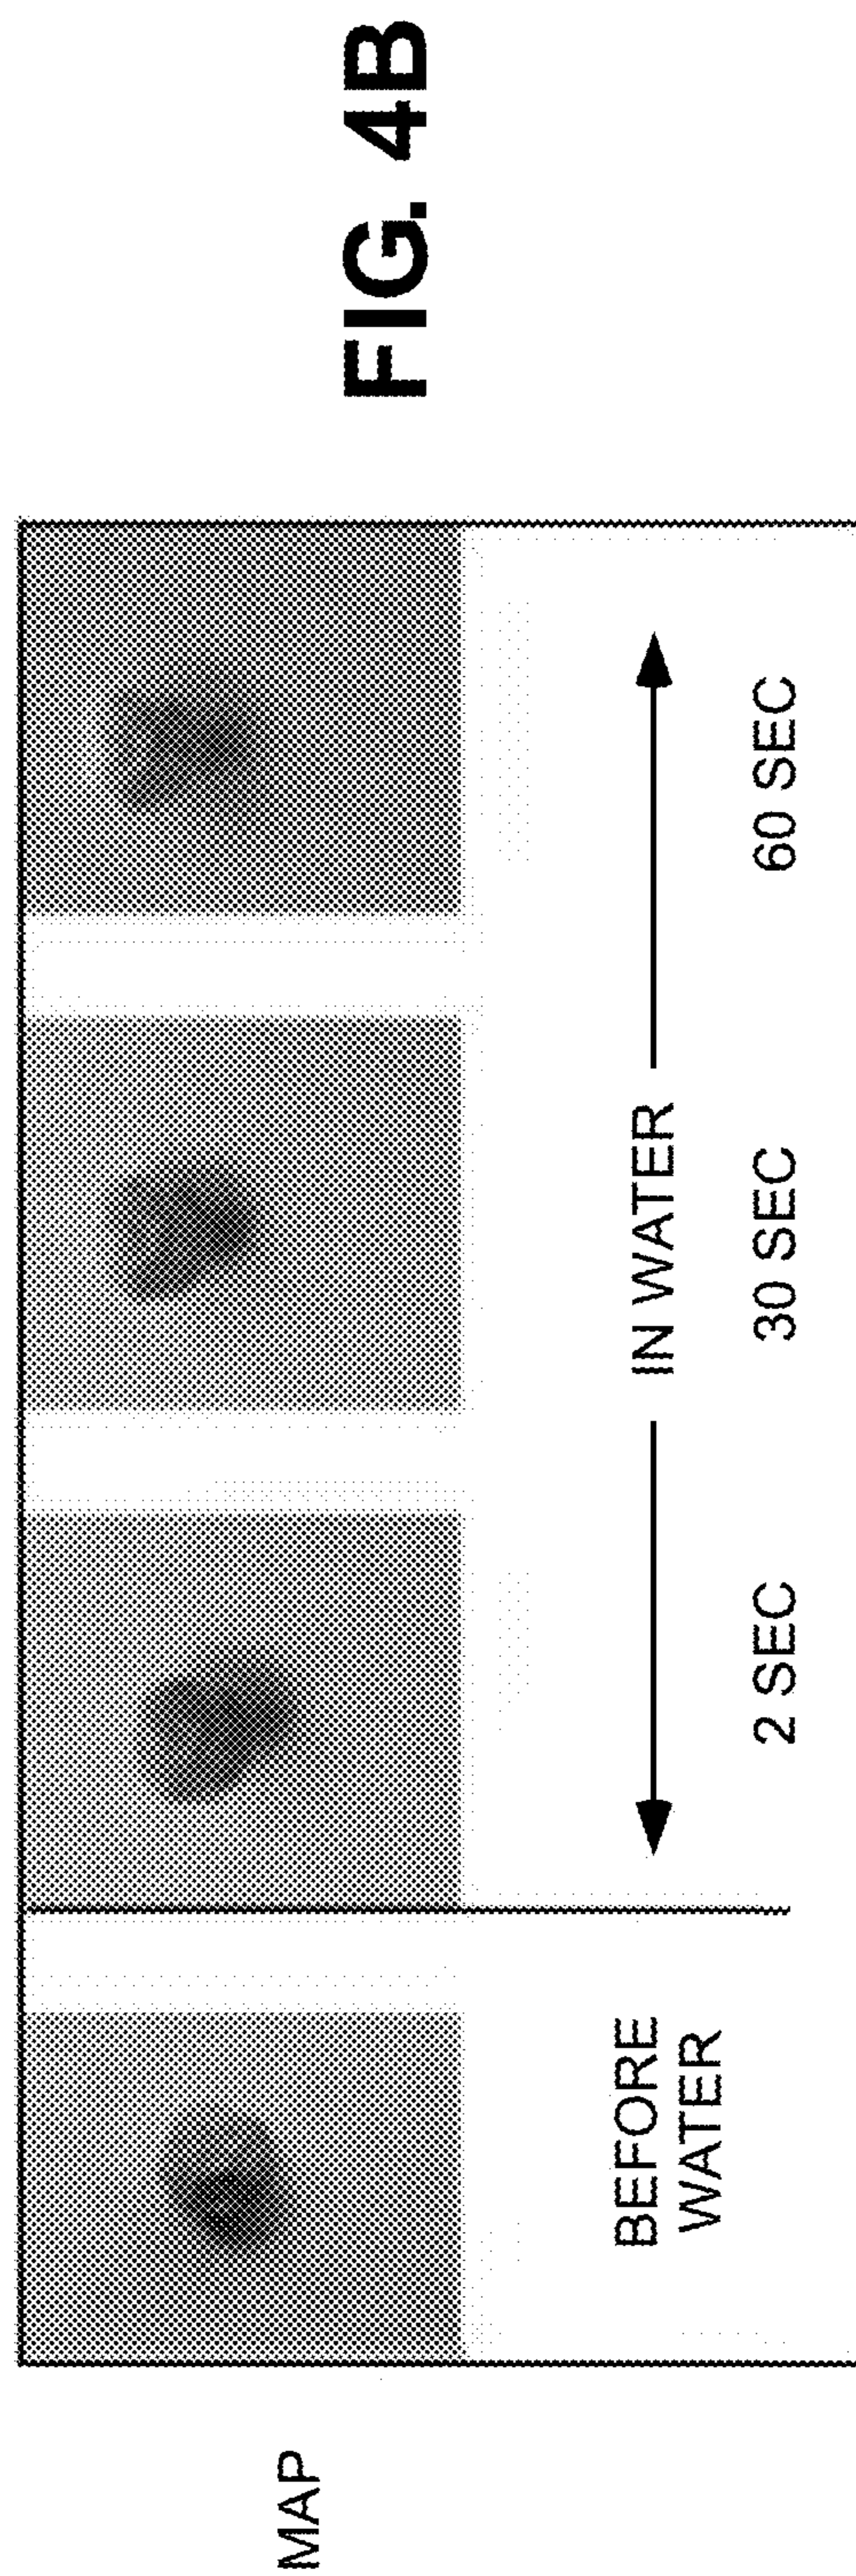 MAP
BEFORE
WATER
IN WATER
2 SEC
30 SEC
60 SEC
FIG. 4B